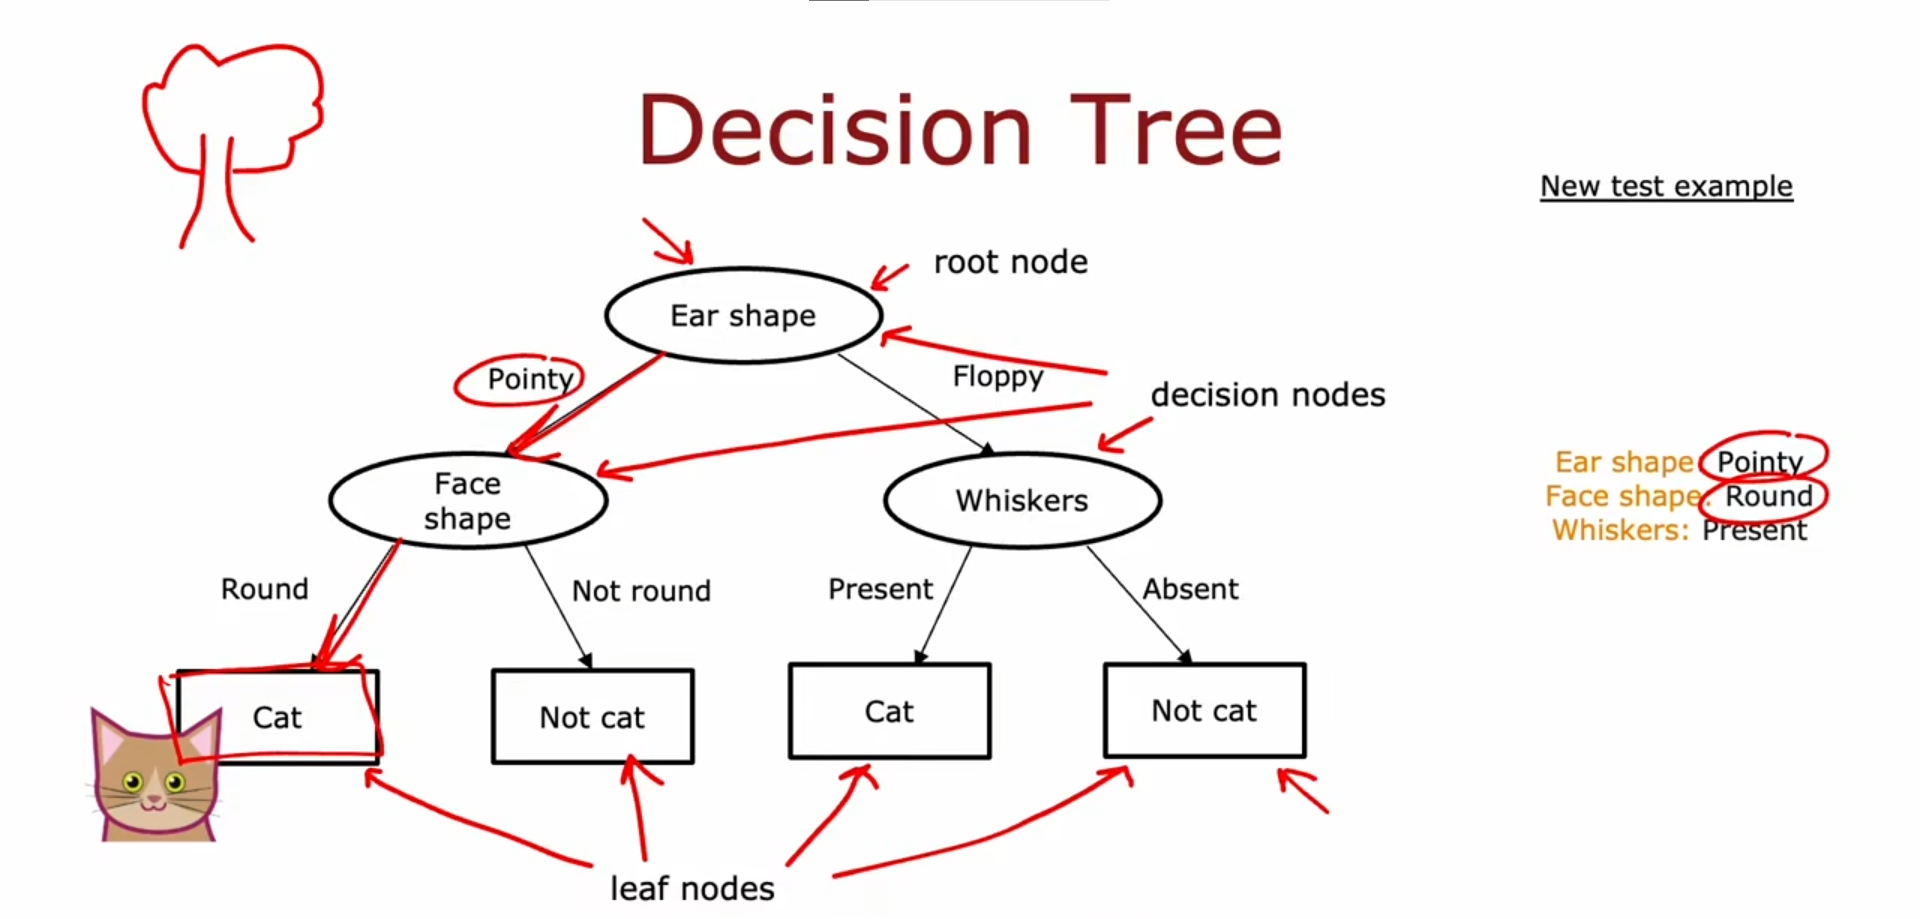 Decision Tree
New test example
root node
Ear shape
Pointy
Floppy
decision nodes
Ear shape: Pointy
Face shape: Round
Whiskers: Present
Face
shape
Whiskers
Round
Not round
Present
Absent
Cat
Not cat
Cat
Not cat
leaf nodes